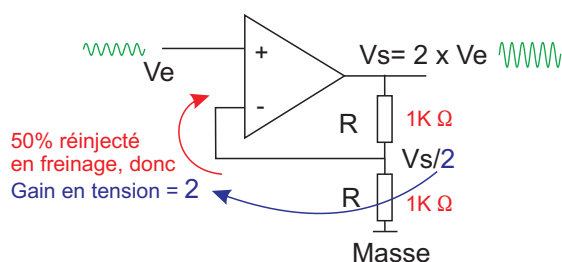 Ve
+
-
Vs= 2 x Ve
R
1K Ω
Vs/2
50% réinjecté
en freinage, donc
Gain en tension = 2
R
1K Ω
Masse